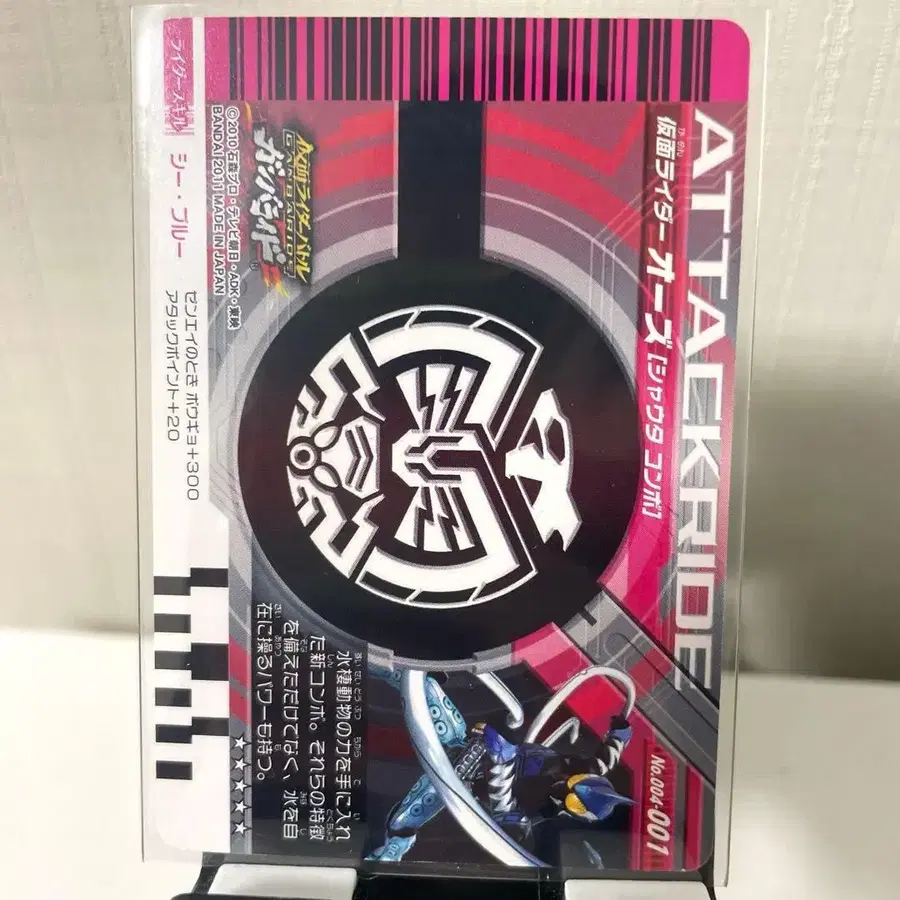 ATTACKRIDE
仮面ライダー オーズ [シャウタ コンボ]
No.004-001
水棲動物の力を手に入れ
た新コンボ。それらの特徴
を備えただけでなく、水を自
在に操るパワーも持つ。
仮面ライダーバトル
GANBARIDE
ガンバライド
©2010 石森プロ・テレビ朝日・ADK・東映
BANDAI 2011 MADE IN JAPAN
ライダースキル
シー・ブルー
ゼンエイのとき ボウギョ+300
アタックポイント+20